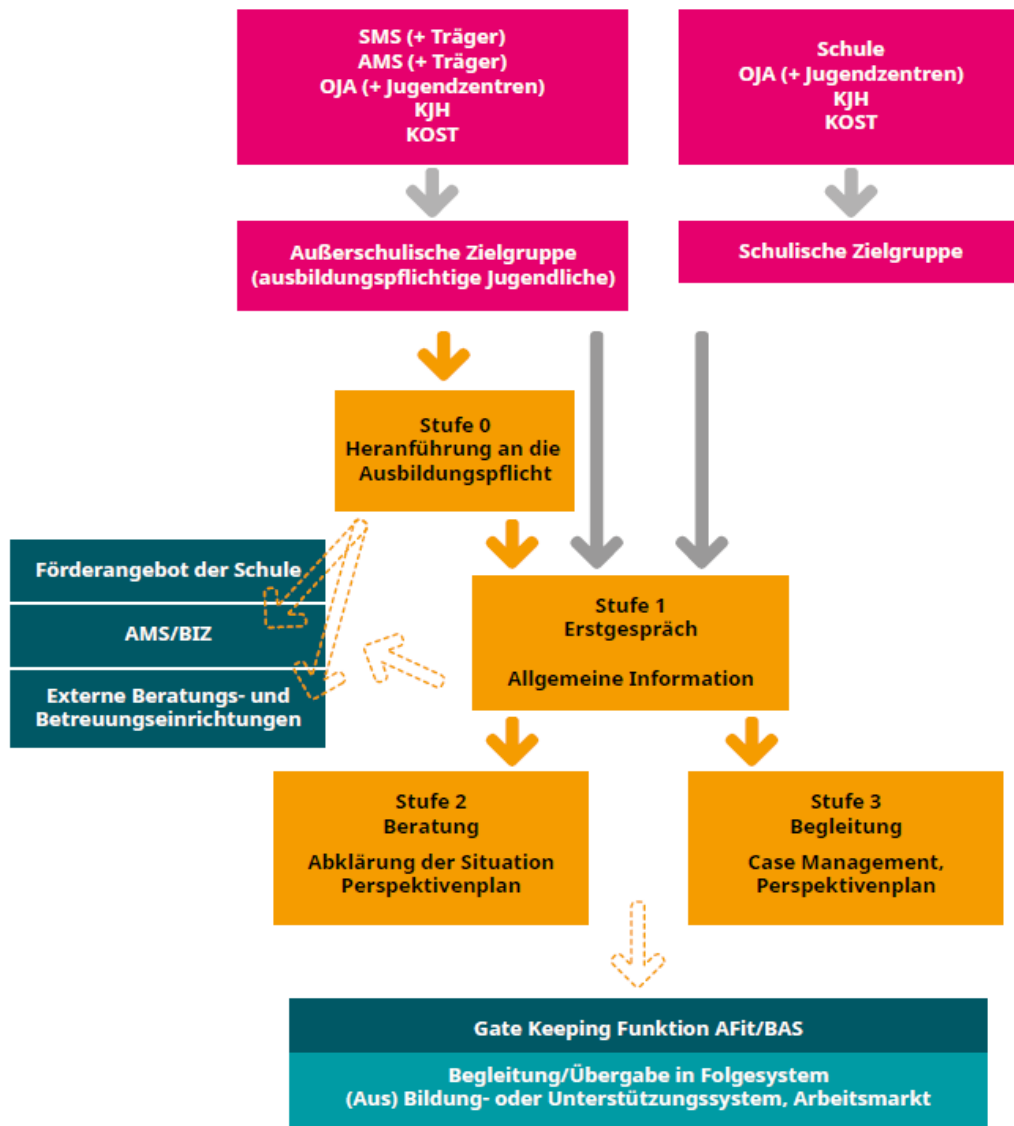 SMS (+ Träger)
AMS (+ Träger)
OJA (+ Jugendzentren)
KJH
KOST
Schule
OJA (+ Jugendzentren)
KJH
KOST
Außerschulische Zielgruppe
(ausbildungspflichtige Jugendliche)
Schulische Zielgruppe
Stufe 0
Heranführung an die
Ausbildungspflicht
Förderangebot der Schule
AMS/BIZ
Externe Beratungs- und
Betreuungseinrichtungen
Stufe 1
Erstgespräch
Allgemeine Information
Stufe 2
Beratung
Abklärung der Situation
Perspektivenplan
Stufe 3
Begleitung
Case Management,
Perspektivenplan
Gate Keeping Funktion AFit/BAS
Begleitung/Übergabe in Folgesystem
(Aus) Bildung- oder Unterstützungssystem, Arbeitsmarkt